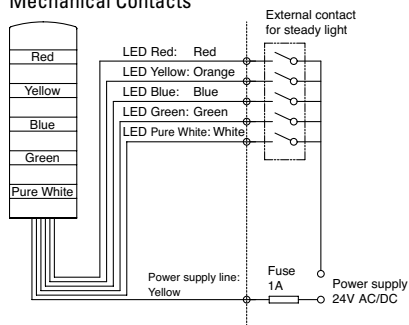 Mechanical Contacts
External contact
for steady light
Red
Yellow
Blue
Green
Pure White
LED Red: Red
LED Yellow: Orange
LED Blue: Blue
LED Green: Green
LED Pure White: White
Power supply line:
Yellow
Fuse
1A
Power supply
24V AC/DC